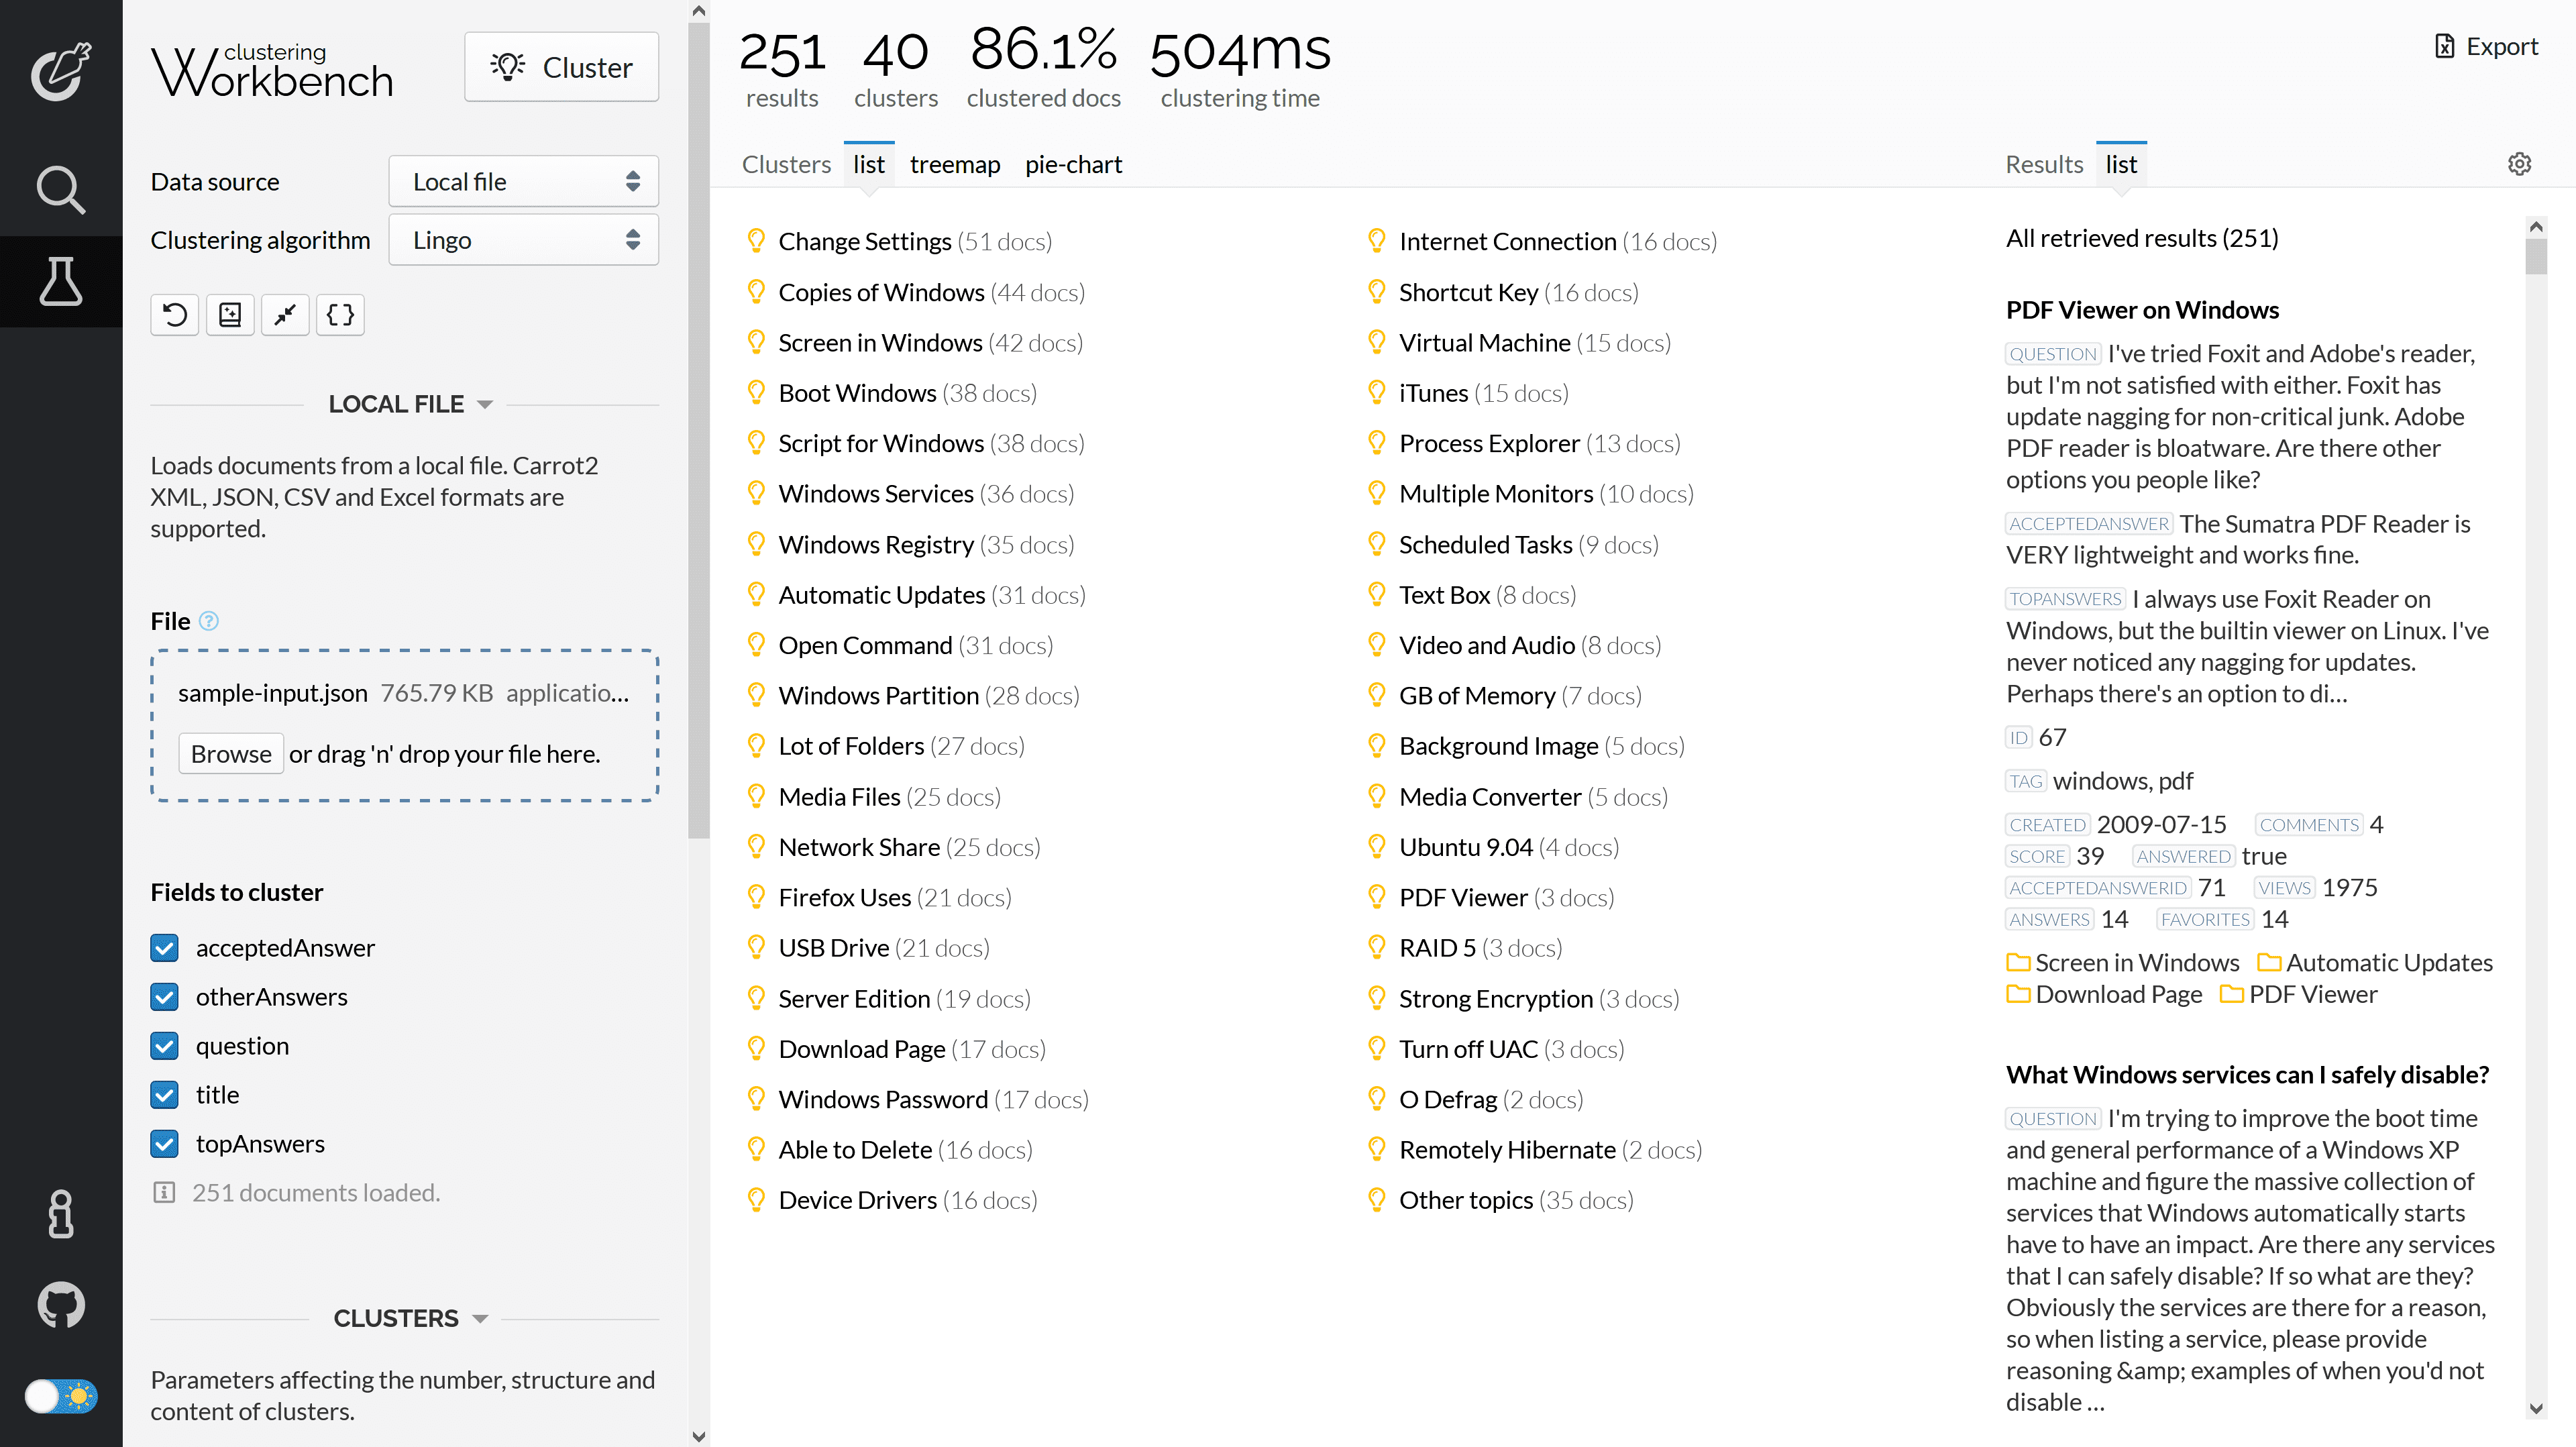 clustering
Workbench
Cluster
Data source
Local file
Clustering algorithm
Lingo
LOCAL FILE
Loads documents from a local file. Carrot2
XML, JSON, CSV and Excel formats are
supported.
File
sample-input.json 765.79 KB applicatio...
Browse or drag 'n' drop your file here.
Fields to cluster
acceptedAnswer
otherAnswers
question
title
topAnswers
251 documents loaded.
CLUSTERS
Parameters affecting the number, structure and
content of clusters.
251 40 86.1% 504ms
results clusters clustered docs clustering time
Export
Clusters list treemap pie-chart
Change Settings (51 docs)
Copies of Windows (44 docs)
Screen in Windows (42 docs)
Boot Windows (38 docs)
Script for Windows (38 docs)
Windows Services (36 docs)
Windows Registry (35 docs)
Automatic Updates (31 docs)
Open Command (31 docs)
Windows Partition (28 docs)
Lot of Folders (27 docs)
Media Files (25 docs)
Network Share (25 docs)
Firefox Uses (21 docs)
USB Drive (21 docs)
Server Edition (19 docs)
Download Page (17 docs)
Windows Password (17 docs)
Able to Delete (16 docs)
Device Drivers (16 docs)
Internet Connection (16 docs)
Shortcut Key (16 docs)
Virtual Machine (15 docs)
iTunes (15 docs)
Process Explorer (13 docs)
Multiple Monitors (10 docs)
Scheduled Tasks (9 docs)
Text Box (8 docs)
Video and Audio (8 docs)
GB of Memory (7 docs)
Background Image (5 docs)
Media Converter (5 docs)
Ubuntu 9.04 (4 docs)
PDF Viewer (3 docs)
RAID 5 (3 docs)
Strong Encryption (3 docs)
Turn off UAC (3 docs)
O Defrag (2 docs)
Remotely Hibernate (2 docs)
Other topics (35 docs)
Results list
All retrieved results (251)
PDF Viewer on Windows
QUESTION I've tried Foxit and Adobe's reader,
but I'm not satisfied with either. Foxit has
update nagging for non-critical junk. Adobe
PDF reader is bloatware. Are there other
options you people like?
ACCEPTEDANSWER The Sumatra PDF Reader is
VERY lightweight and works fine.
TOPANSWERS I always use Foxit Reader on
Windows, but the builtin viewer on Linux. I've
never noticed any nagging for updates.
Perhaps there's an option to di...
ID 67
TAG windows, pdf
CREATED 2009-07-15 COMMENTS 4
SCORE 39 ANSWERED true
ACCEPTEDANSWERID 71 VIEWS 1975
ANSWERS 14 FAVORITES 14
Screen in Windows Automatic Updates
Download Page PDF Viewer
What Windows services can I safely disable?
QUESTION I'm trying to improve the boot time
and general performance of a Windows XP
machine and figure the massive collection of
services that Windows automatically starts
have to have an impact. Are there any services
that I can safely disable? If so what are they?
Obviously the services are there for a reason,
so when listing a service, please provide
reasoning &amp; examples of when you'd not
disable ...